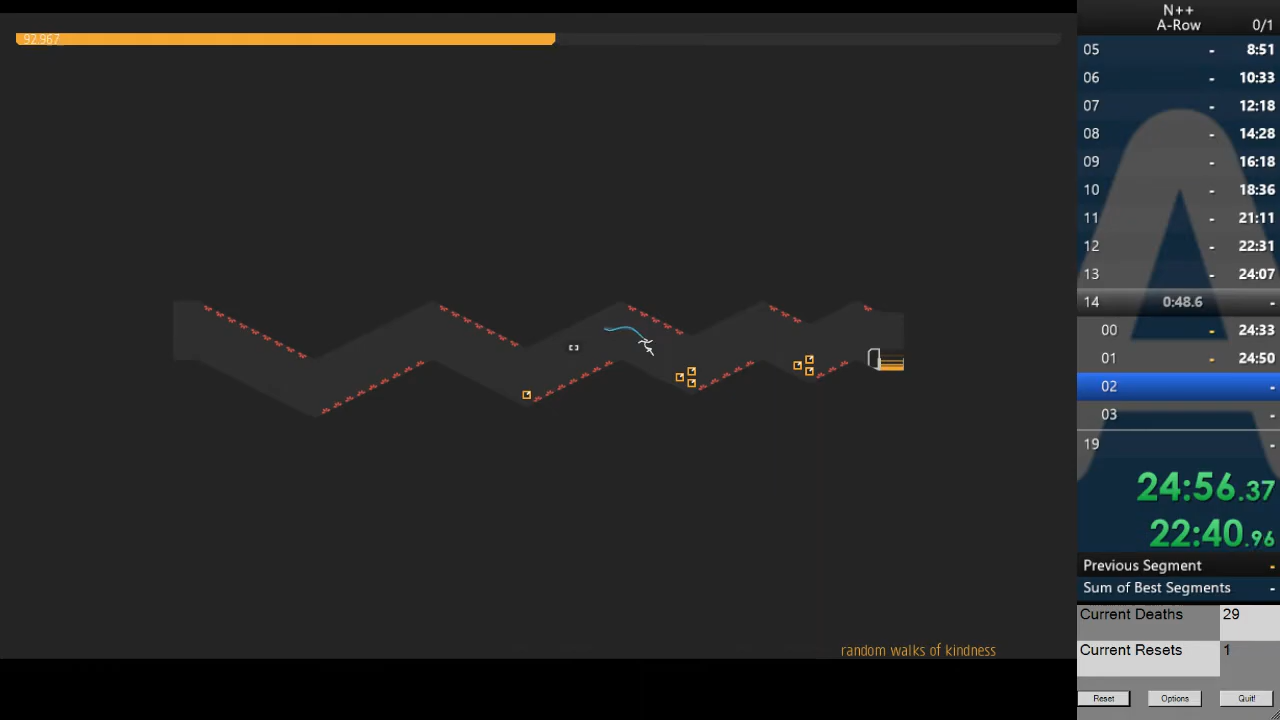 92.967
random walks of kindness
N++
A-Row 0/1
05 - 8:51
06 - 10:33
07 - 12:18
08 - 14:28
09 - 16:18
10 - 18:36
11 - 21:11
12 - 22:31
13 - 24:07
14 0:48.6 -
00 - 24:33
01 - 24:50
02 -
03 -
19 -
24:56.37
22:40.96
Previous Segment -
Sum of Best Segments -
Current Deaths 29
Current Resets 1
Reset Options Quit!